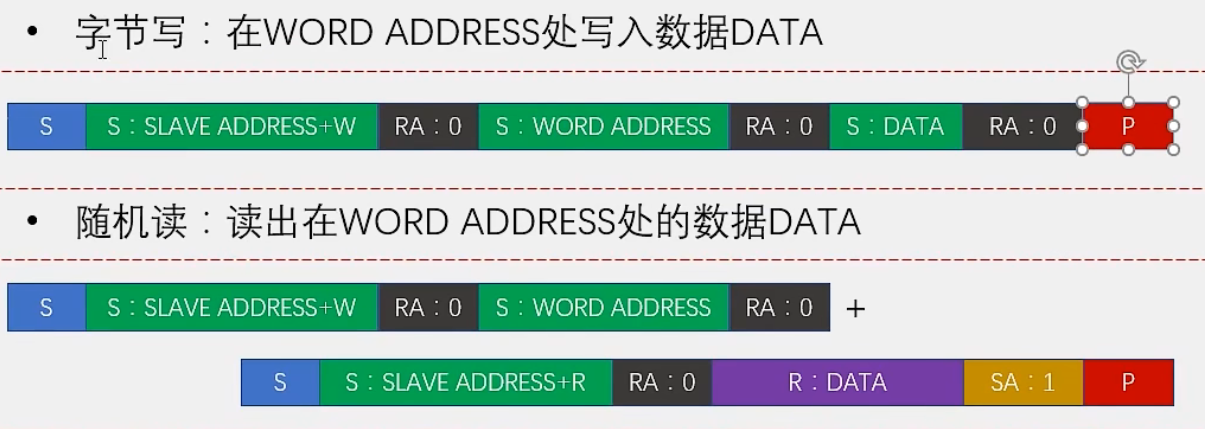 • 字节写：在WORD ADDRESS处写入数据DATA
S S：SLAVE ADDRESS+W RA：0 S：WORD ADDRESS RA：0 S：DATA RA：0 P
• 随机读：读出在WORD ADDRESS处的数据DATA
S S：SLAVE ADDRESS+W RA：0 S：WORD ADDRESS RA：0 +
S S：SLAVE ADDRESS+R RA：0 R：DATA SA：1 P